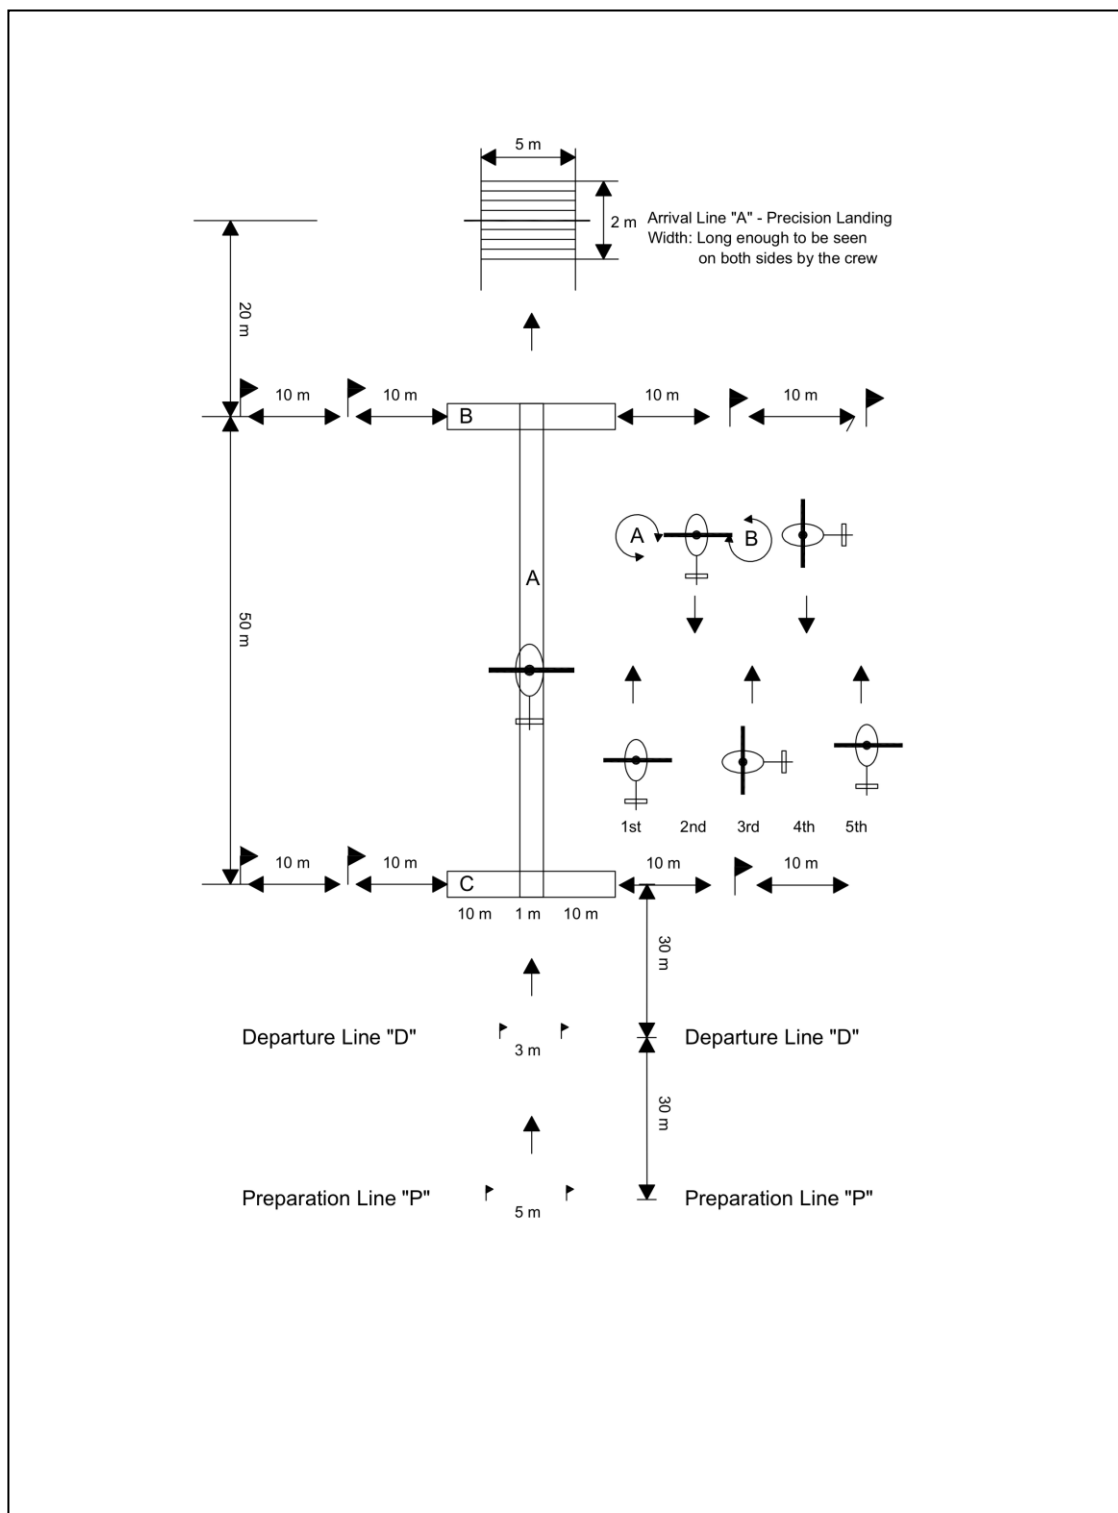 5 m
2 m
Arrival Line "A" - Precision Landing
Width: Long enough to be seen
on both sides by the crew
20 m
10 m
10 m
10 m
10 m
B
A
B
A
50 m
1st
2nd
3rd
4th
5th
10 m
10 m
10 m
10 m
C
10 m
1 m
10 m
30 m
Departure Line "D"
3 m
Departure Line "D"
30 m
Preparation Line "P"
5 m
Preparation Line "P"